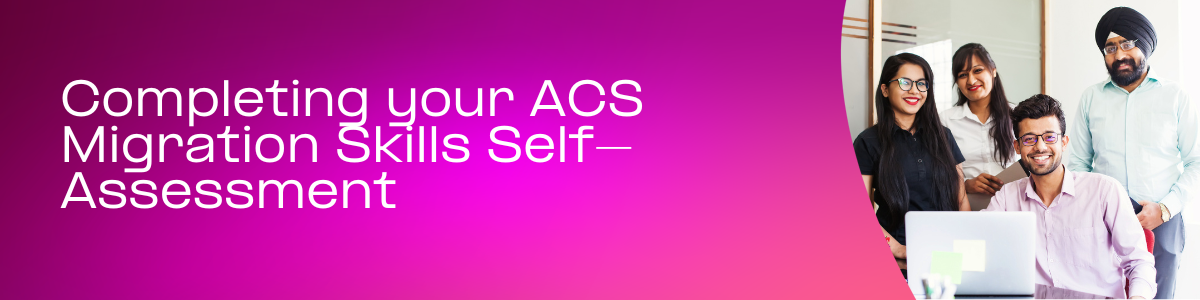 Completing your ACS
Migration Skills Self—
Assessment